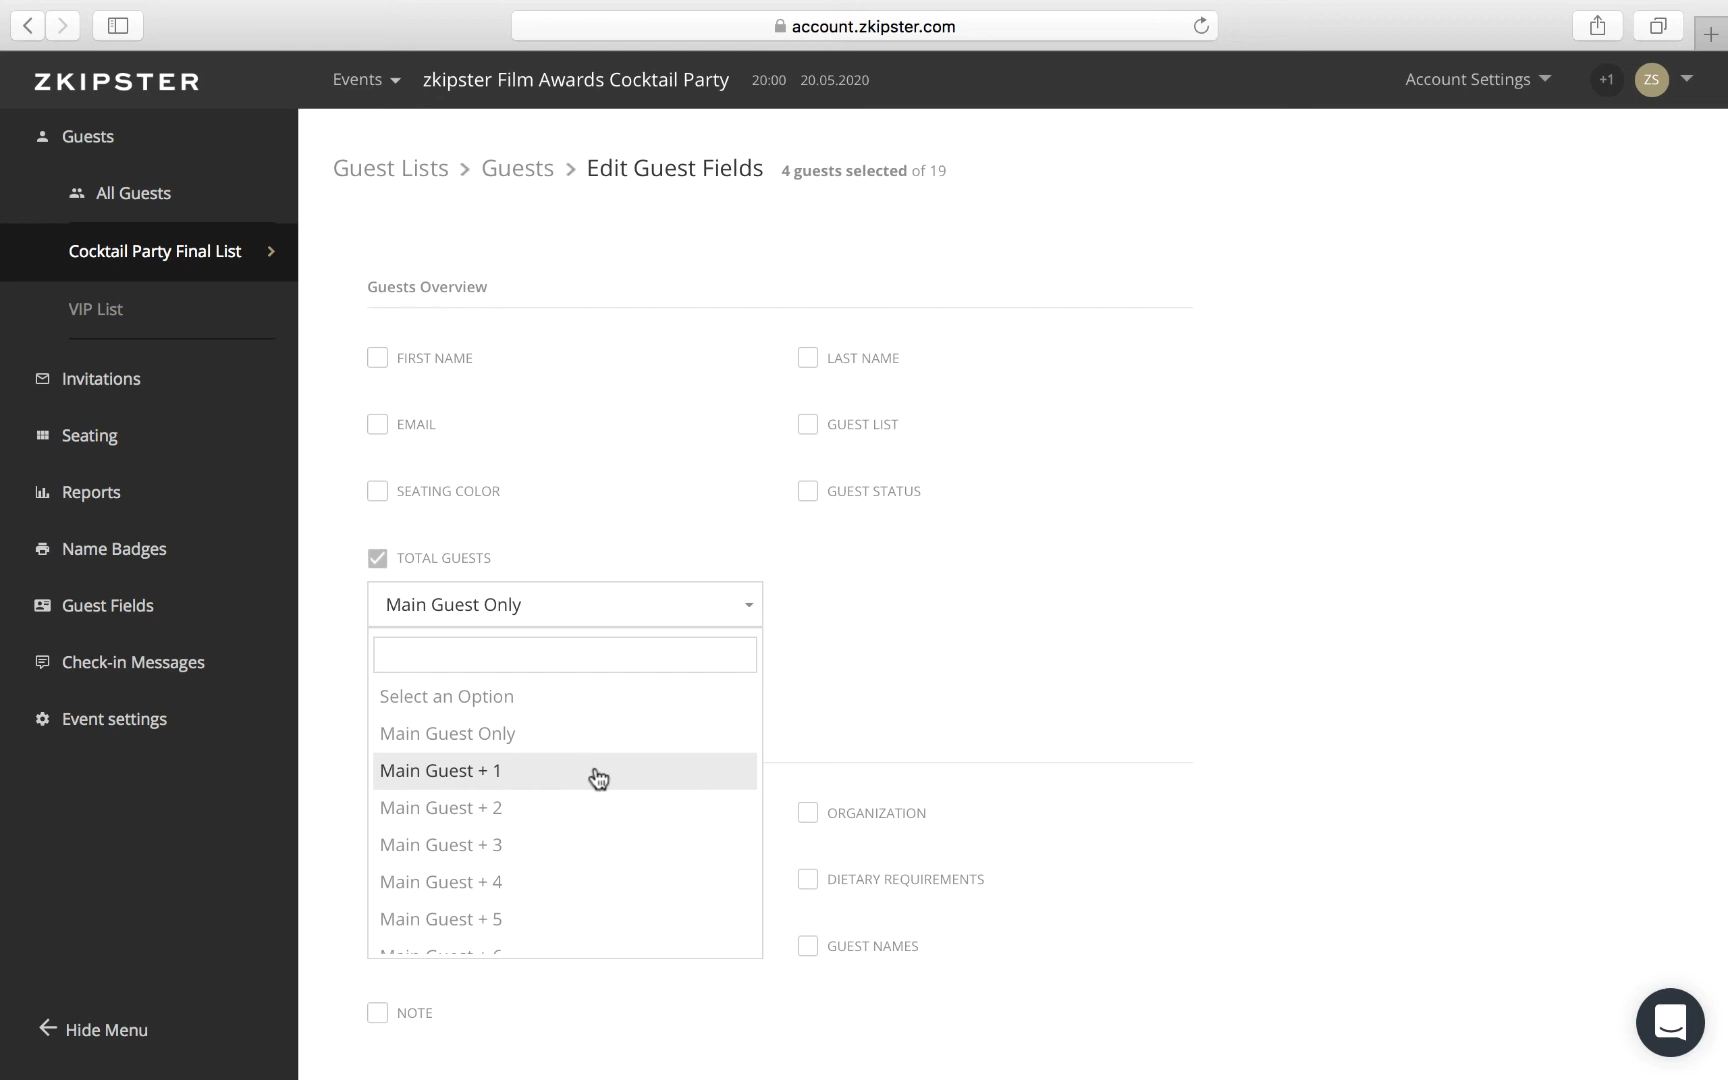 account.zkipster.com
ZKIPSTER
Events
zkipster Film Awards Cocktail Party
20:00 20.05.2020
Account Settings
+1
ZS
Guests
All Guests
Cocktail Party Final List
VIP List
Invitations
Seating
Reports
Name Badges
Guest Fields
Check-in Messages
Event settings
Hide Menu
Guest Lists > Guests > Edit Guest Fields 4 guests selected of 19
Guests Overview
FIRST NAME
LAST NAME
EMAIL
GUEST LIST
SEATING COLOR
GUEST STATUS
TOTAL GUESTS
Main Guest Only
Select an Option
Main Guest Only
Main Guest + 1
Main Guest + 2
Main Guest + 3
Main Guest + 4
Main Guest + 5
ORGANIZATION
DIETARY REQUIREMENTS
GUEST NAMES
NOTE